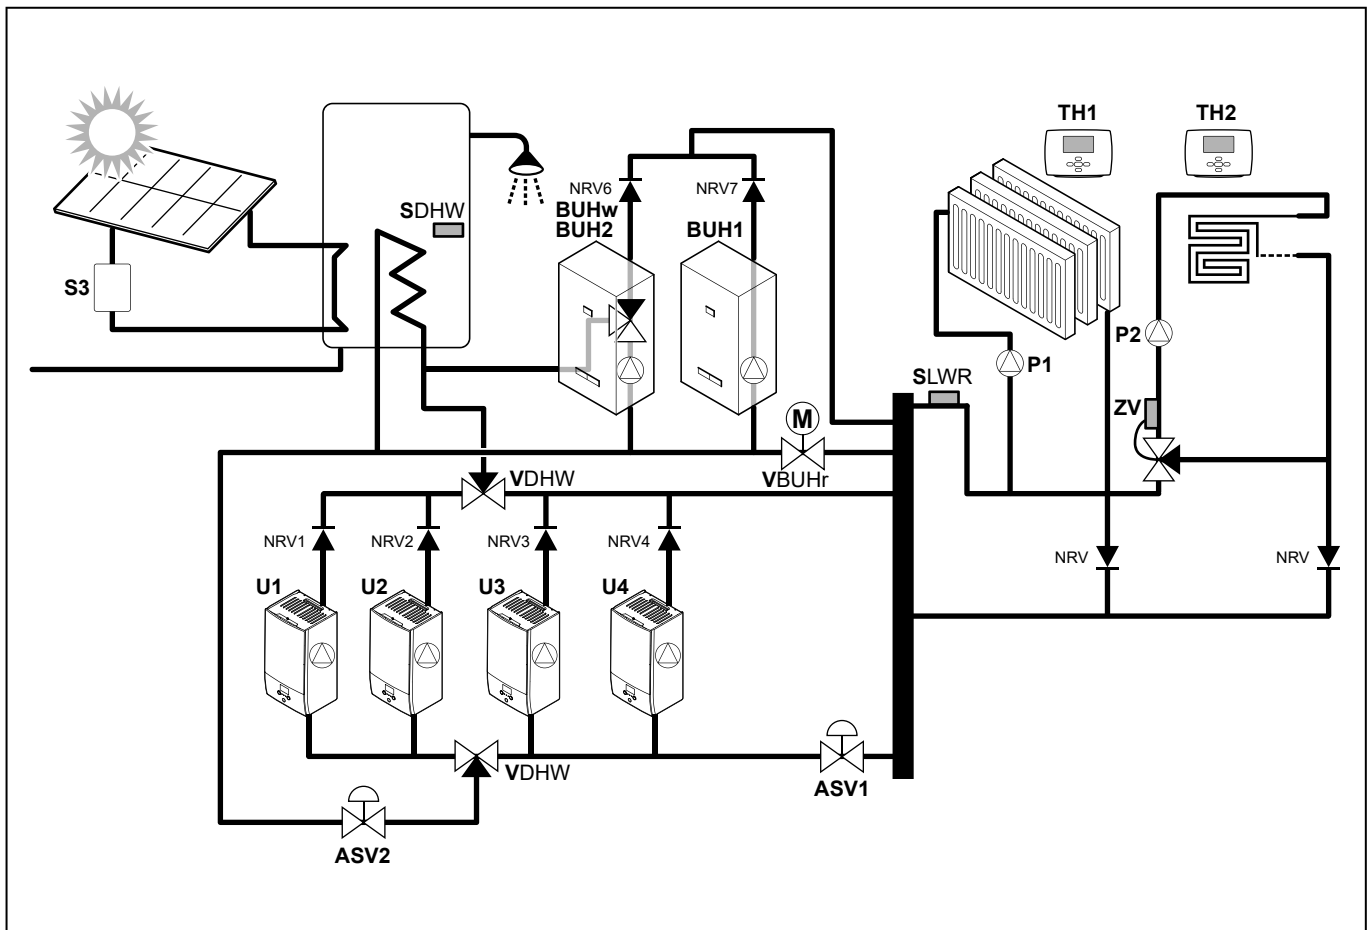 TH1
TH2
NRV6
NRV7
BUHw
BUH2
BUH1
SDHW
S3
P2
P1
SLWR
ZV
M
VDHW
VBUHr
NRV1
NRV2
NRV3
NRV4
NRV
NRV
U1
U2
U3
U4
VDHW
ASV1
ASV2